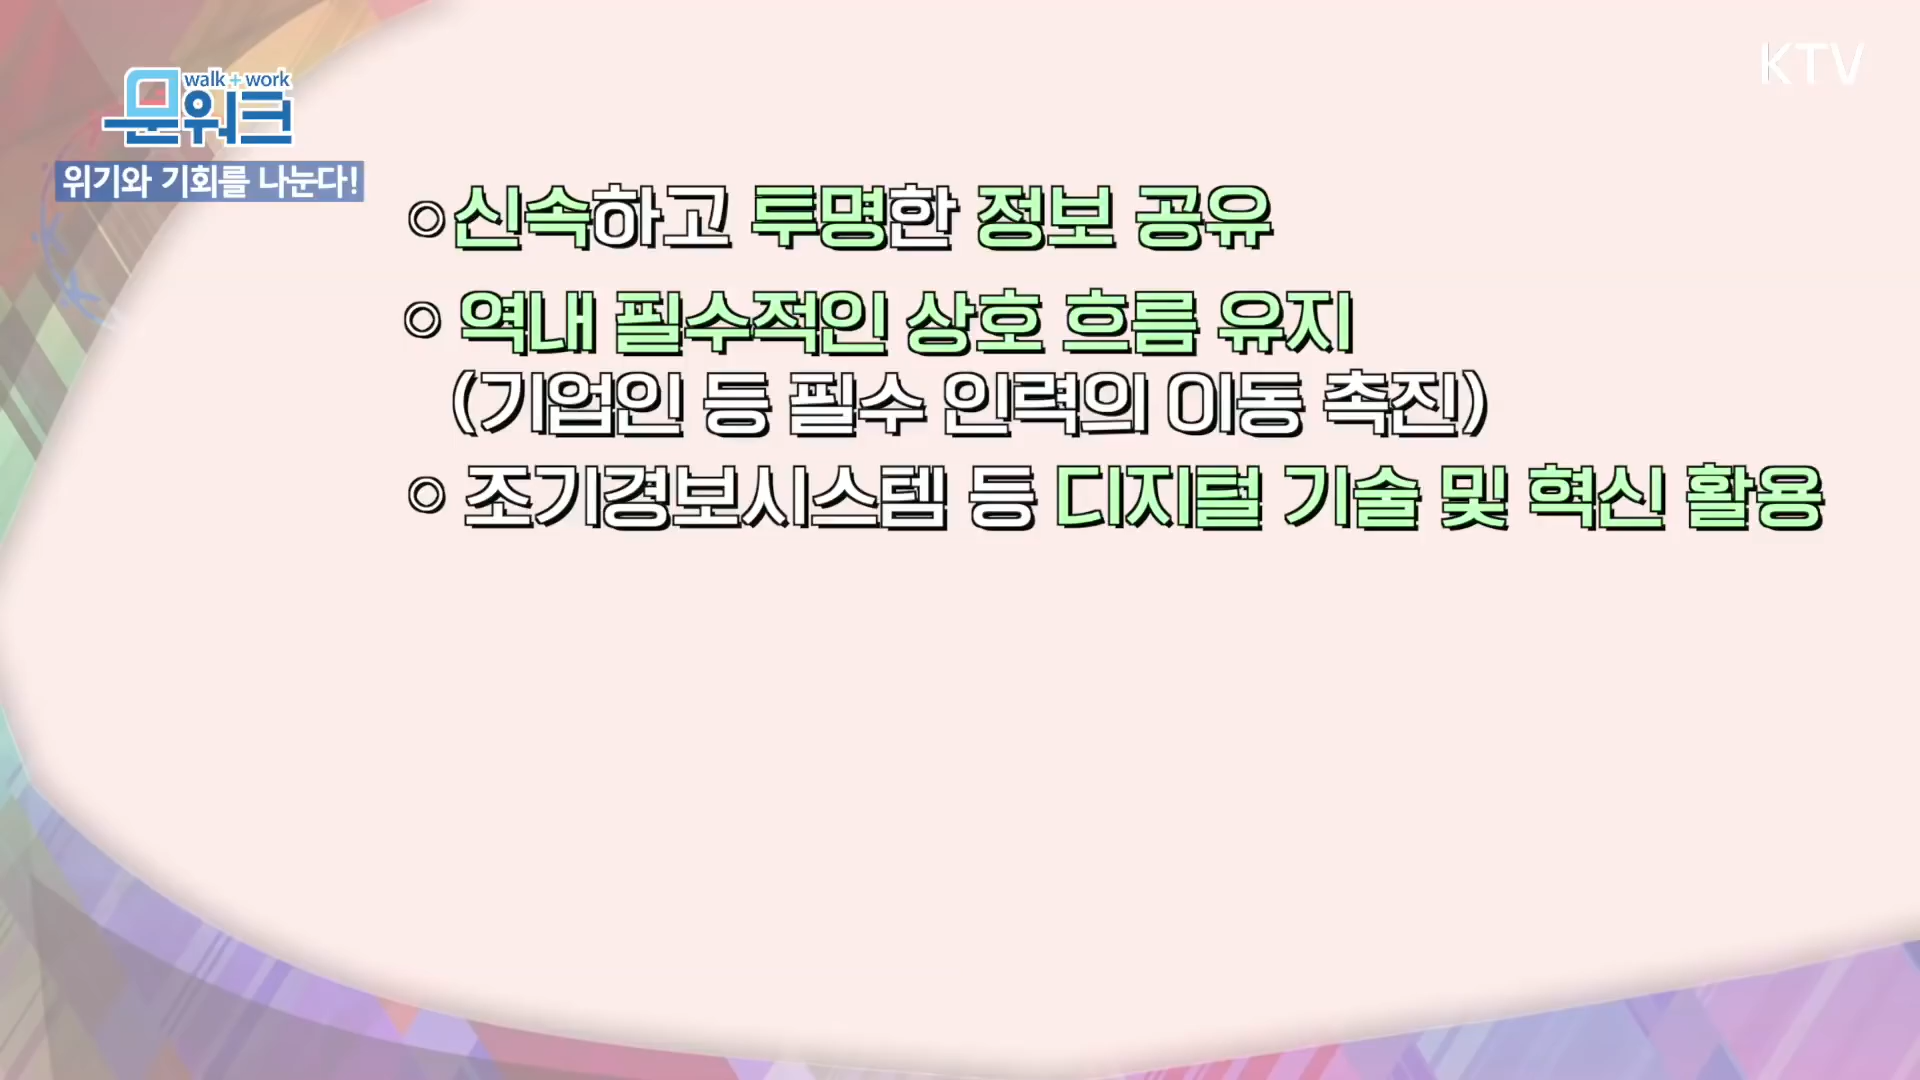 walk+work
문워크
위기와 기회를 나눈다!
KTV
◎ 신속하고 투명한 정보 공유
◎ 역내 필수적인 상호 흐름 유지
(기업인 등 필수 인력의 이동 촉진)
◎ 조기경보시스템 등 디지털 기술 및 혁신 활용